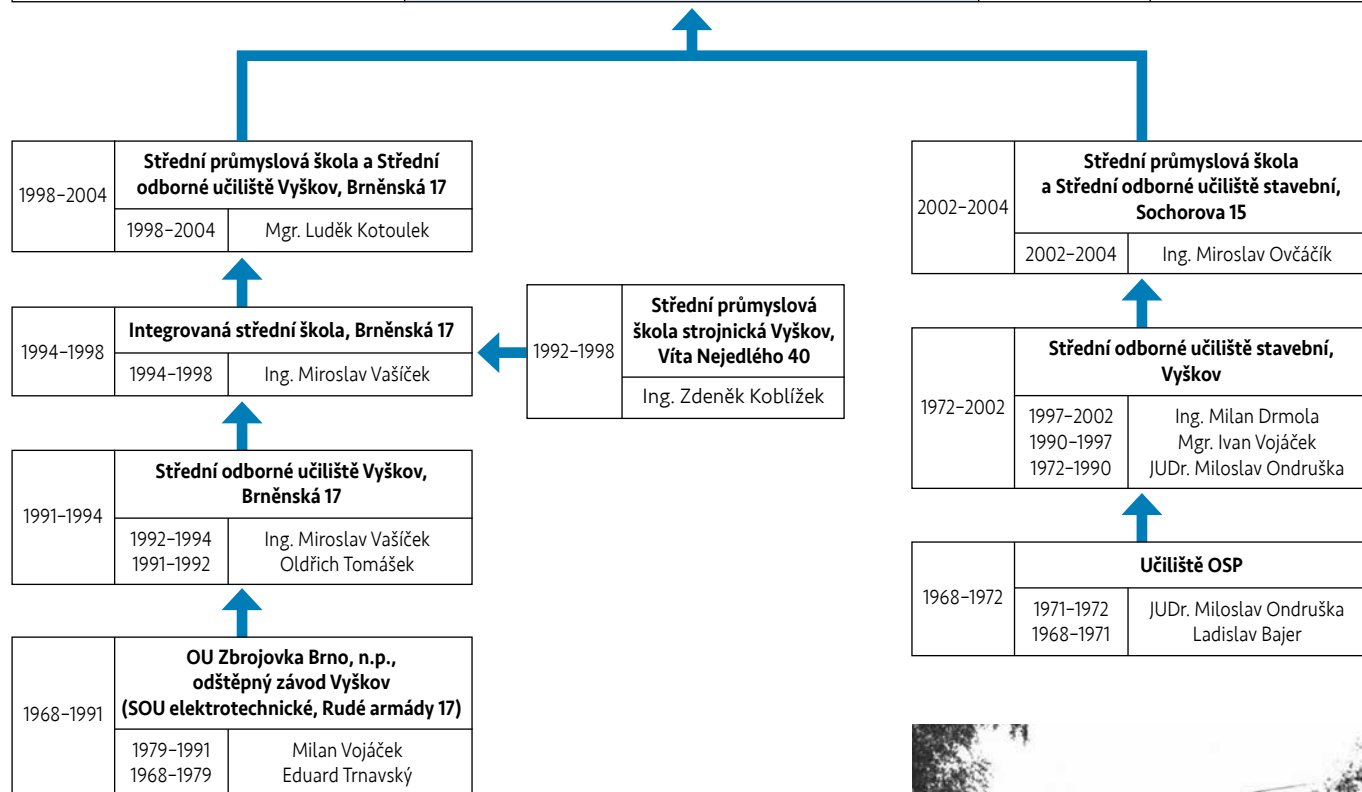 1998–2004
Střední průmyslová škola a Střední
odborné učiliště Vyškov, Brněnská 17
1998–2004 Mgr. Luděk Kotoulek
1994–1998
Integrovaná střední škola, Brněnská 17
1994–1998 Ing. Miroslav Vašíček
1992–1998
Střední průmyslová
škola strojnická Vyškov,
Víta Nejedlého 40
Ing. Zdeněk Koblížek
1991–1994
Střední odborné učiliště Vyškov,
Brněnská 17
1992–1994 Ing. Miroslav Vašíček
1991–1992 Oldřich Tomášek
1968–1991
OU Zbrojovka Brno, n.p.,
odštěpný závod Vyškov
(SOU elektrotechnické, Rudé armády 17)
1979–1991 Milan Vojáček
1968–1979 Eduard Trnavský
2002–2004
Střední průmyslová škola
a Střední odborné učiliště stavební,
Sochorova 15
2002–2004 Ing. Miroslav Ovčáčík
1972–2002
Střední odborné učiliště stavební,
Vyškov
1997–2002 Ing. Milan Drmola
1990–1997 Mgr. Ivan Vojáček
1972–1990 JUDr. Miloslav Ondruška
1968–1972
Učiliště OSP
1971–1972 JUDr. Miloslav Ondruška
1968–1971 Ladislav Bajer